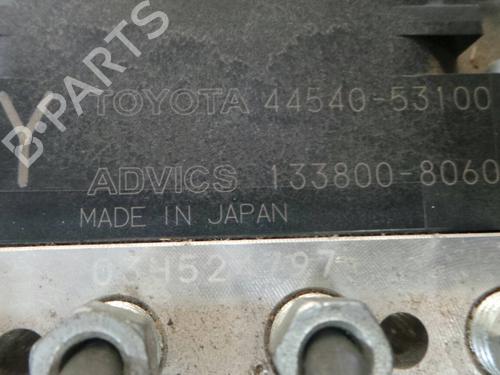 TOYOTA 44540-53100
Y
ADVICS 133800-8060
MADE IN JAPAN
B-PARTS